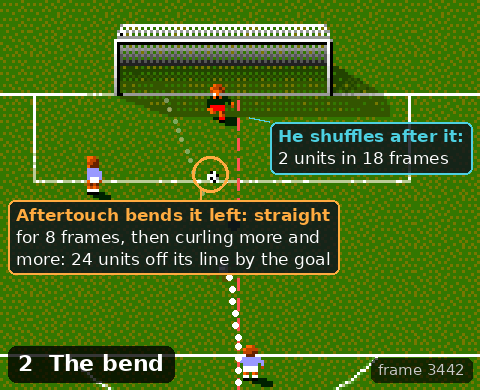 He shuffles after it:
2 units in 18 frames
Aftertouch bends it left: straight
for 8 frames, then curling more and
more: 24 units off its line by the goal
2 The bend
frame 3442